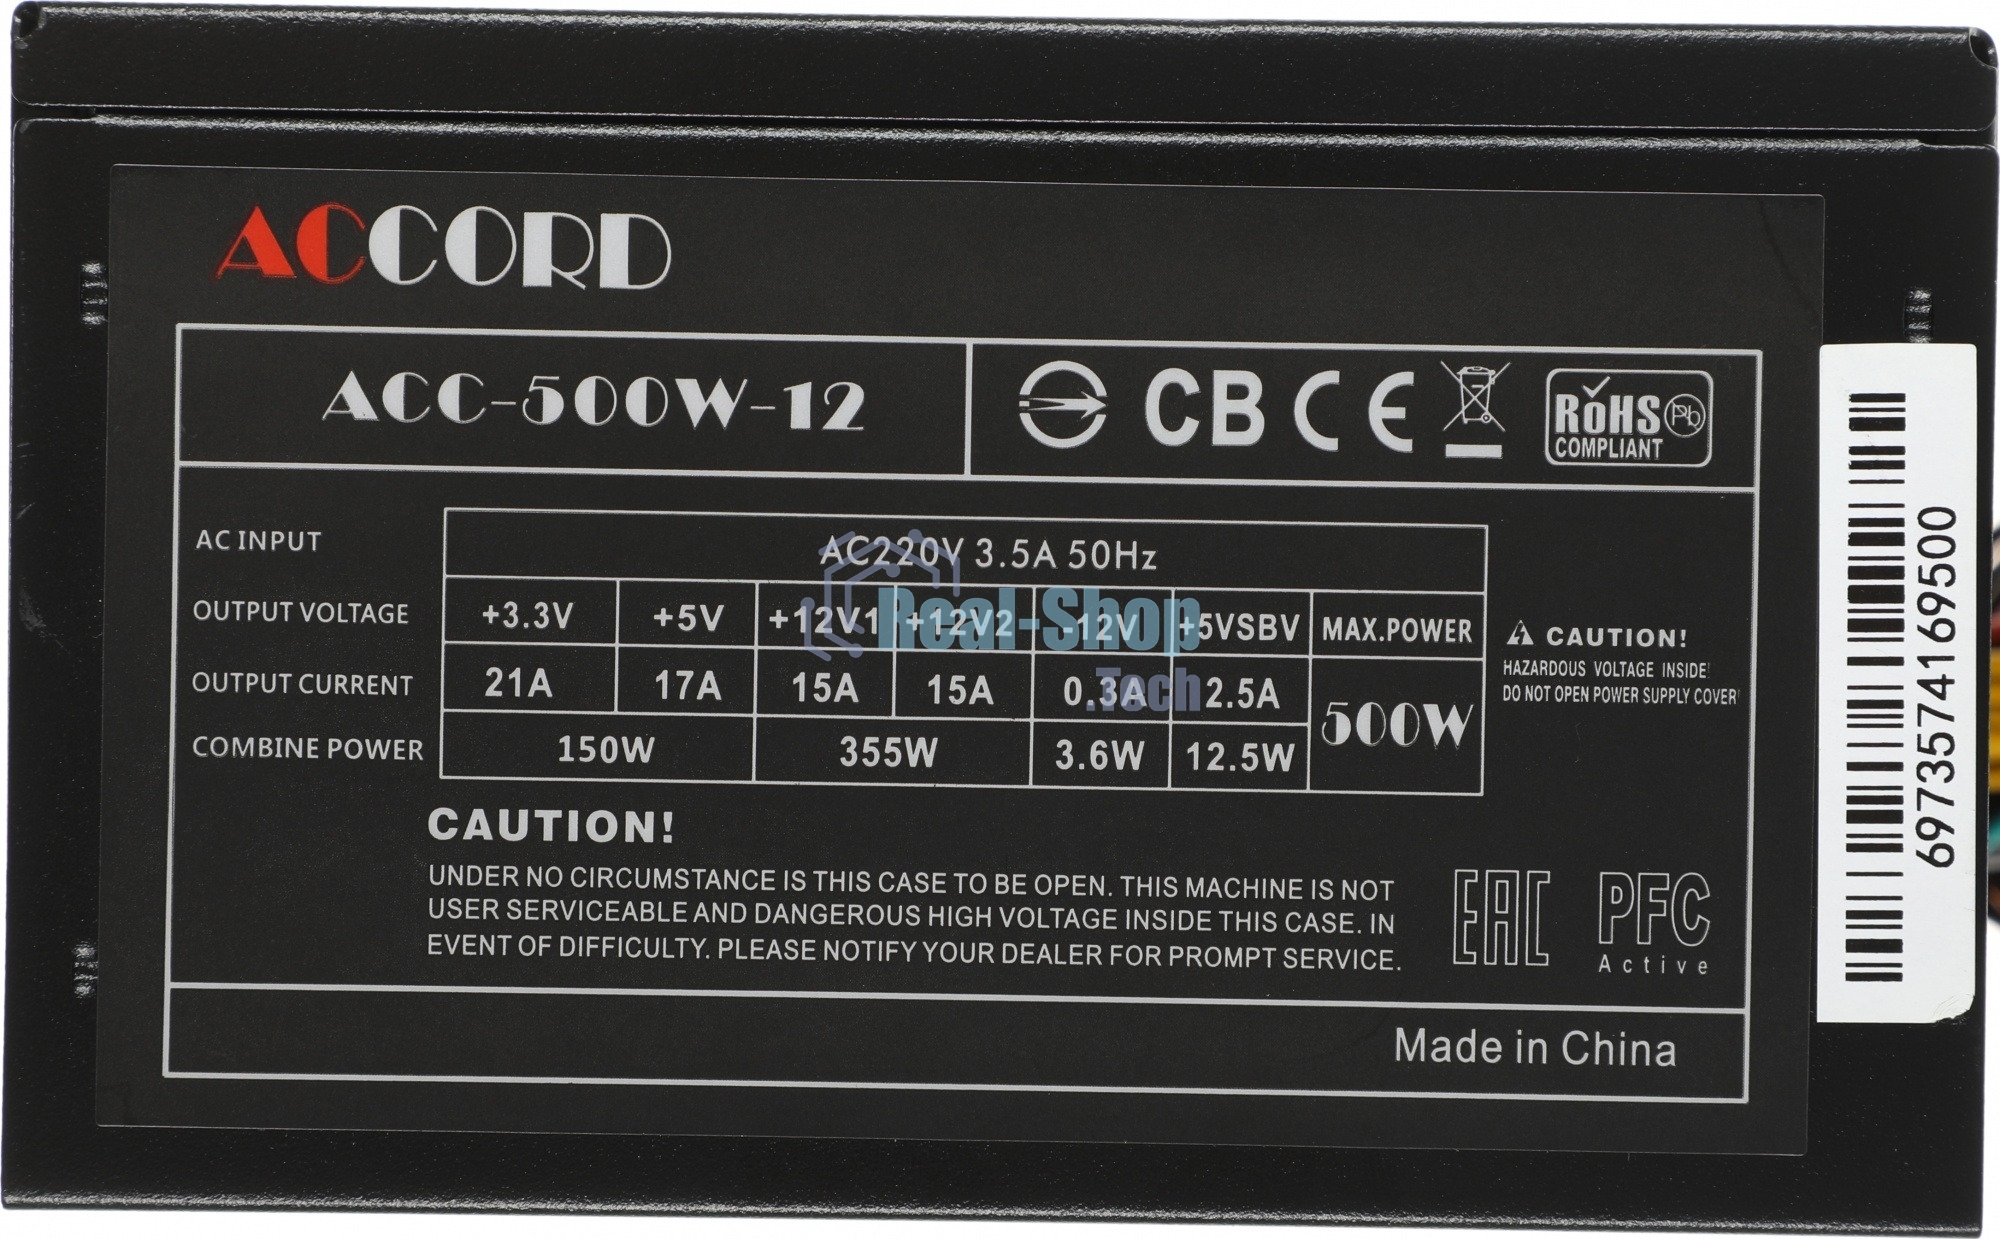 ACCORD
ACC-500W-12
CB CE
RoHS Pb
COMPLIANT
AC INPUT AC220V 3.5A 50Hz
OUTPUT VOLTAGE +3.3V +5V +12V1 +12V2 -12V +5VSBV MAX.POWER
OUTPUT CURRENT 21A 17A 15A 15A 0.3A 2.5A 500W
COMBINE POWER 150W 355W 3.6W 12.5W
CAUTION!
HAZARDOUS VOLTAGE INSIDE!
DO NOT OPEN POWER SUPPLY COVER!
CAUTION!
UNDER NO CIRCUMSTANCE IS THIS CASE TO BE OPEN. THIS MACHINE IS NOT
USER SERVICEABLE AND DANGEROUS HIGH VOLTAGE INSIDE THIS CASE. IN
EVENT OF DIFFICULTY. PLEASE NOTIFY YOUR DEALER FOR PROMPT SERVICE.
EAC PFC
Active
Made in China
6973574169500
Real-Shop
.Tech